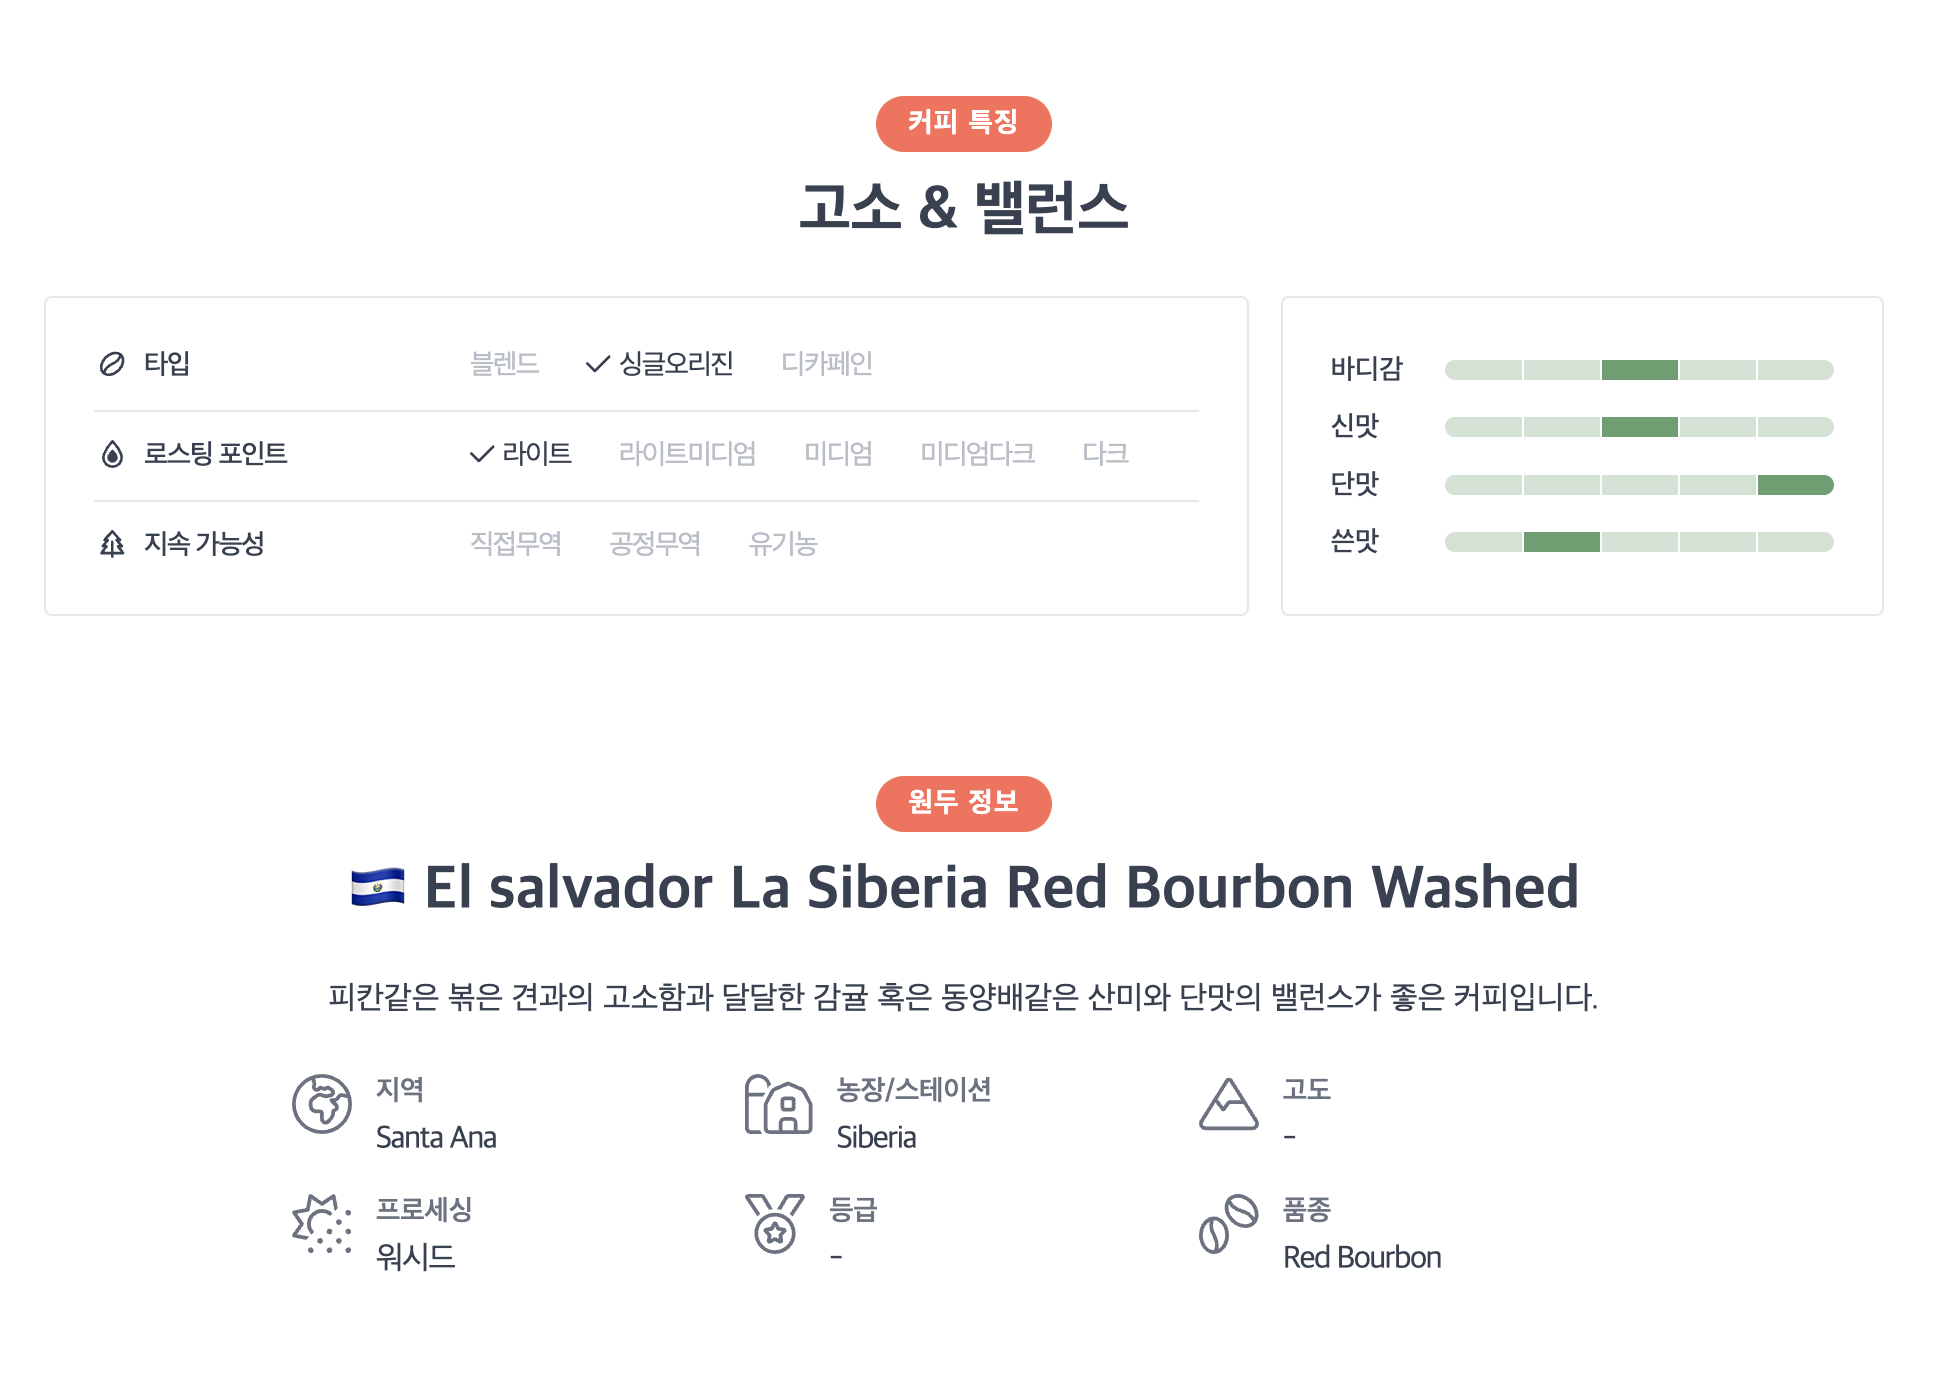 커피 특징
고소 & 밸런스
타입 블렌드 싱글오리진 디카페인
로스팅 포인트 라이트 라이트미디엄 미디엄 미디엄다크 다크
지속 가능성 직접무역 공정무역 유기농
바디감
신맛
단맛
쓴맛
원두 정보
El salvador La Siberia Red Bourbon Washed
피칸같은 볶은 견과의 고소함과 달달한 감귤 혹은 동양배같은 산미와 단맛의 밸런스가 좋은 커피입니다.
지역
Santa Ana
농장/스테이션
Siberia
고도
-
프로세싱
워시드
등급
-
품종
Red Bourbon